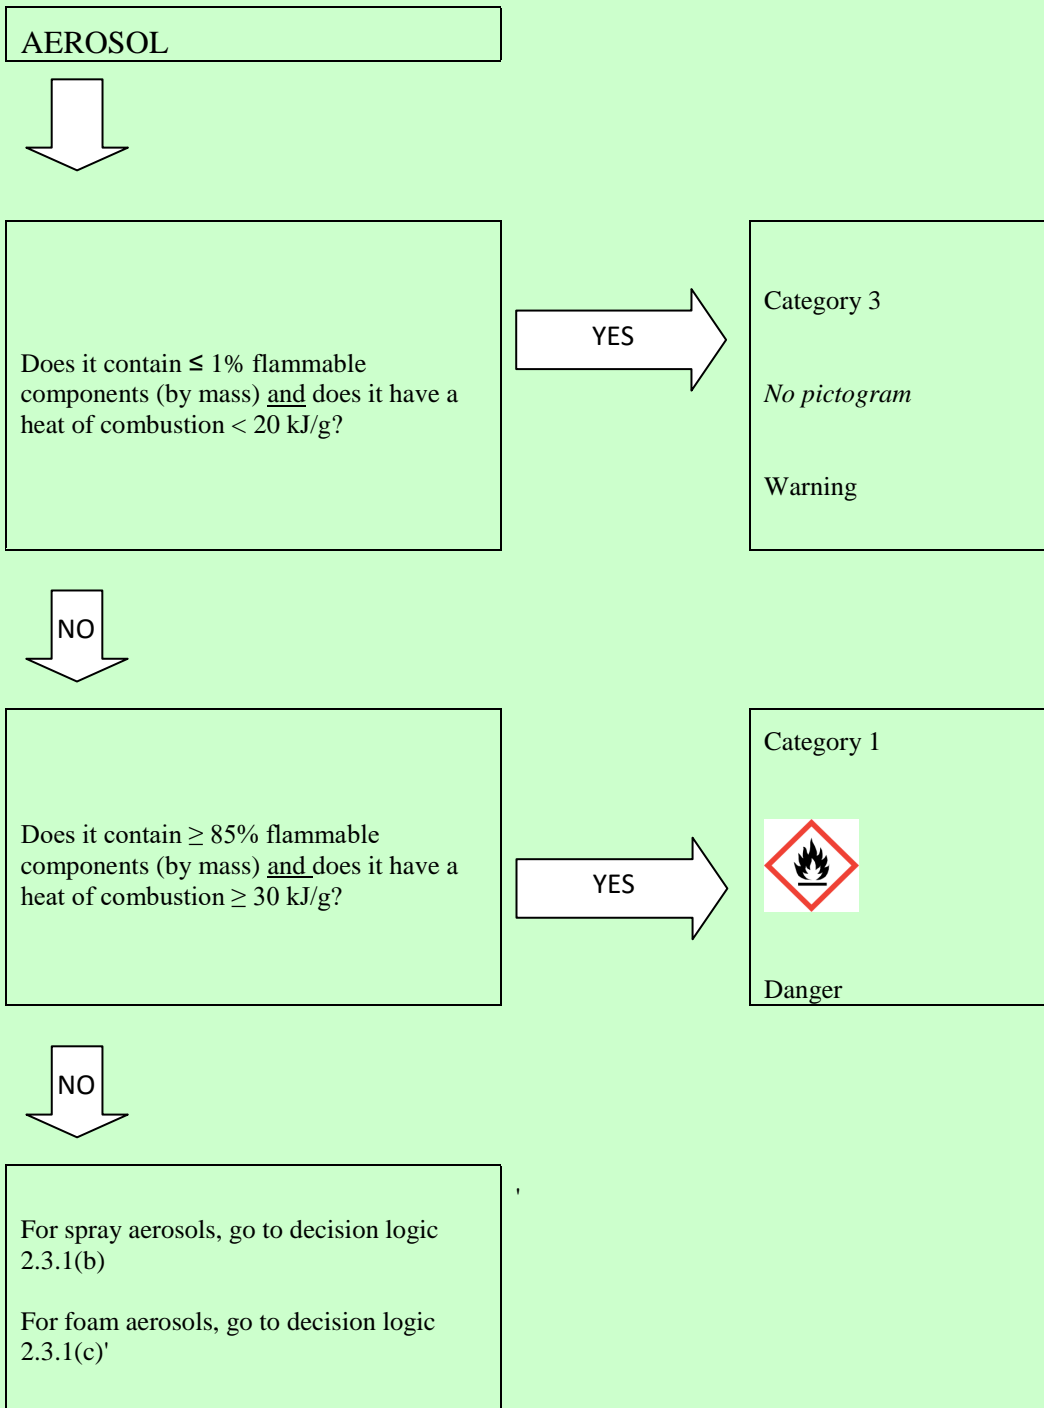 AEROSOL
Does it contain ≤ 1% flammable
components (by mass) and does it have a
heat of combustion < 20 kJ/g?
YES
Category 3
No pictogram
Warning
NO
Does it contain ≥ 85% flammable
components (by mass) and does it have a
heat of combustion ≥ 30 kJ/g?
YES
Category 1
Danger
NO
For spray aerosols, go to decision logic
2.3.1(b)
For foam aerosols, go to decision logic
2.3.1(c)'
'